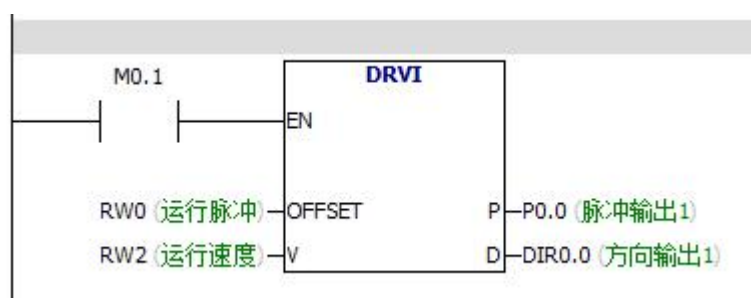 M0.1
DRVI
EN
RW0 (运行脉冲) OFFSET P P0.0 (脉冲输出1)
RW2 (运行速度) V D DIR0.0 (方向输出1)